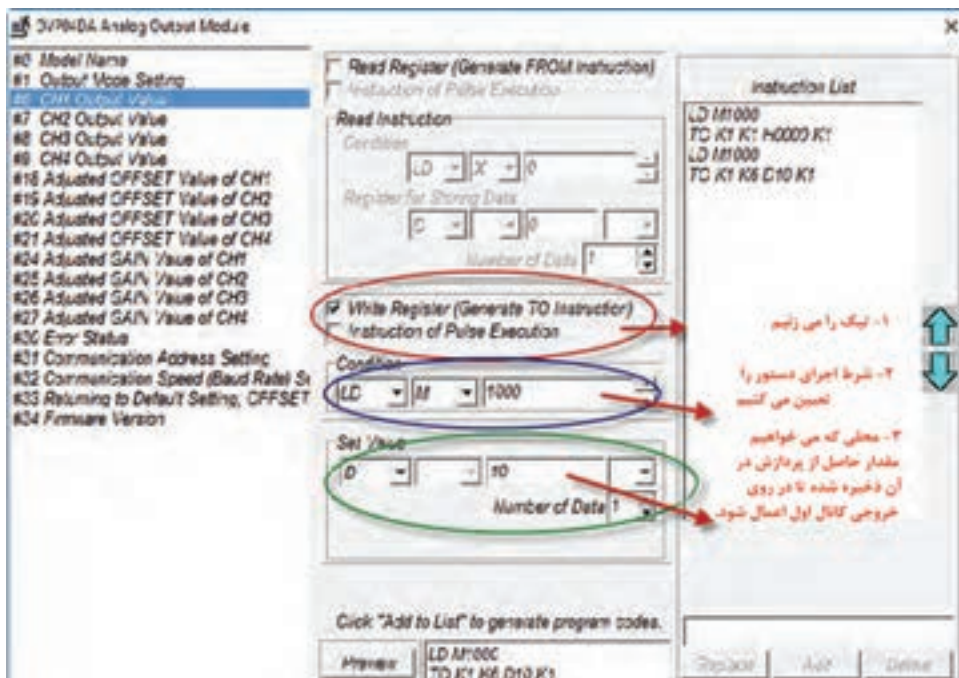 Analog Output Module
#0 Model Name
#1 Output Mode Setting
#6 CH1 Output Value
#7 CH2 Output Value
#8 CH3 Output Value
#9 CH4 Output Value
#18 Adjusted OFFSET Value of CH1
#19 Adjusted OFFSET Value of CH2
#20 Adjusted OFFSET Value of CH3
#21 Adjusted OFFSET Value of CH4
#24 Adjusted GAIN Value of CH1
#25 Adjusted GAIN Value of CH2
#26 Adjusted GAIN Value of CH3
#27 Adjusted GAIN Value of CH4
#30 Error Status
#31 Communication Address Setting
#32 Communication Speed (Baud Rate) S
#33 Returning to Default Setting, OFFSET
#34 Firmware Version
Read Register (Generate FROM Instruction)
Instruction of Pulse Execution
Read Instruction
Condition
LD X 0
Register for Storing Data
D 0
Number of Data 1
Write Register (Generate TO Instruction)
Instruction of Pulse Execution
Condition
LD M 1000
Set Value
D 10
Number of Data 1
Click "Add to List" to generate program codes.
Preview
LD M1000
TO K1 K6 D10 K1
Instruction List
LD M1000
TO K1 K1 H0000 K1
LD M1000
TO K1 K6 D10 K1
۱- تیک را می زنیم
۲- شرط اجرای دستور را
تعیین می کنیم
۳- محلی که می خواهیم
مقدار حاصل از پردازش در
آن ذخیره شده تا در روی
خروجی کانال اول اعمال شود.
Replace
Add
Delete